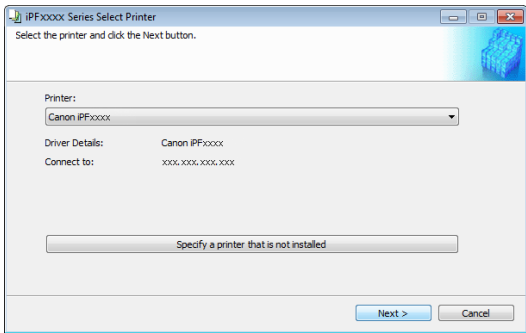 iPFxxxx Series Select Printer
Select the printer and click the Next button.
Printer:
Canon iPFxxxx
Driver Details: Canon iPFxxxx
Connect to: xxx.xxx.xxx.xxx
Specify a printer that is not installed
Next > Cancel